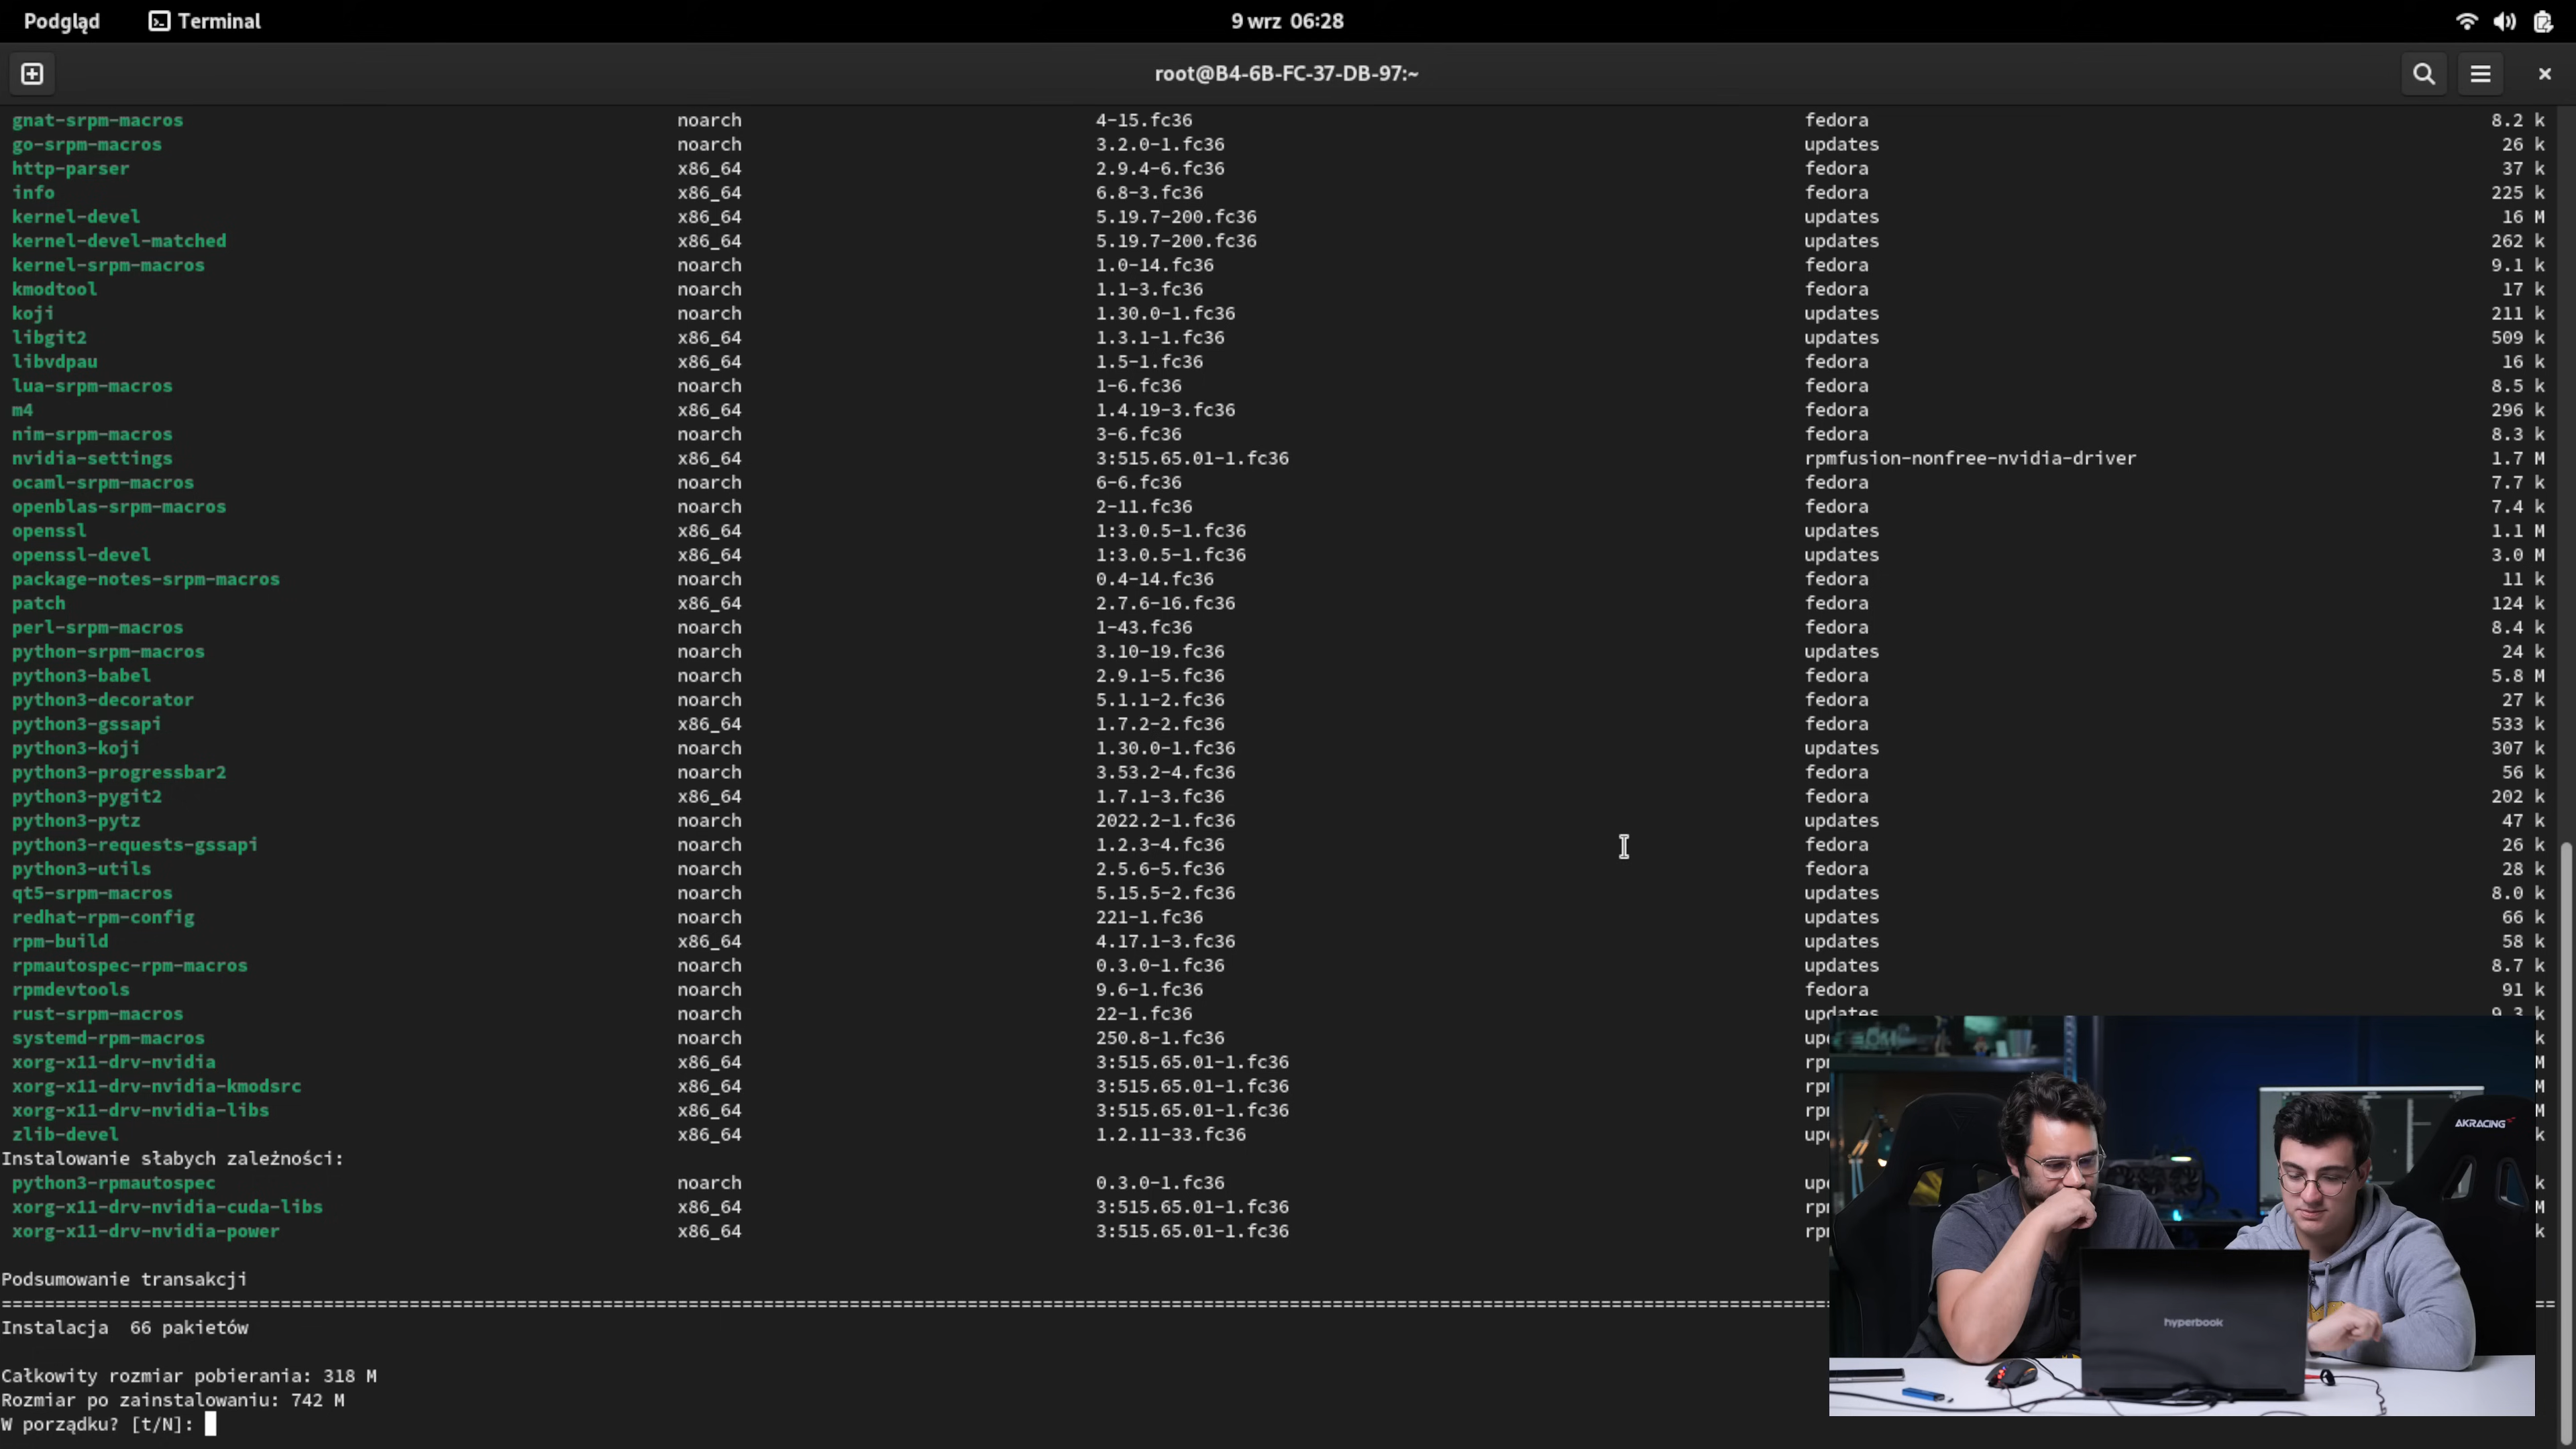 Podgląd Terminal 9 wrz 06:28
root@B4-6B-FC-37-DB-97:~
gnat-srpm-macros noarch 4-15.fc36 fedora 8.2 k
go-srpm-macros noarch 3.2.0-1.fc36 updates 26 k
http-parser x86_64 2.9.4-6.fc36 fedora 37 k
info x86_64 6.8-3.fc36 fedora 225 k
kernel-devel x86_64 5.19.7-200.fc36 updates 16 M
kernel-devel-matched x86_64 5.19.7-200.fc36 updates 262 k
kernel-srpm-macros noarch 1.0-14.fc36 fedora 9.1 k
kmodtool noarch 1.1-3.fc36 fedora 17 k
koji noarch 1.30.0-1.fc36 updates 211 k
libgit2 x86_64 1.3.1-1.fc36 updates 509 k
libvdpau x86_64 1.5-1.fc36 fedora 16 k
lua-srpm-macros noarch 1-6.fc36 fedora 8.5 k
m4 x86_64 1.4.19-3.fc36 fedora 296 k
nim-srpm-macros noarch 3-6.fc36 fedora 8.3 k
nvidia-settings x86_64 3:515.65.01-1.fc36 rpmfusion-nonfree-nvidia-driver 1.7 M
ocaml-srpm-macros noarch 6-6.fc36 fedora 7.7 k
openblas-srpm-macros noarch 2-11.fc36 fedora 7.4 k
openssl x86_64 1:3.0.5-1.fc36 updates 1.1 M
openssl-devel x86_64 1:3.0.5-1.fc36 updates 3.0 M
package-notes-srpm-macros noarch 0.4-14.fc36 fedora 11 k
patch x86_64 2.7.6-16.fc36 fedora 124 k
perl-srpm-macros noarch 1-43.fc36 fedora 8.4 k
python-srpm-macros noarch 3.10-19.fc36 updates 24 k
python3-babel noarch 2.9.1-5.fc36 fedora 5.8 M
python3-decorator noarch 5.1.1-2.fc36 fedora 27 k
python3-gssapi x86_64 1.7.2-2.fc36 fedora 533 k
python3-koji noarch 1.30.0-1.fc36 updates 307 k
python3-progressbar2 noarch 3.53.2-4.fc36 fedora 56 k
python3-pygit2 x86_64 1.7.1-3.fc36 fedora 202 k
python3-pytz noarch 2022.2-1.fc36 updates 47 k
python3-requests-gssapi noarch 1.2.3-4.fc36 fedora 26 k
python3-utils noarch 2.5.6-5.fc36 fedora 28 k
qt5-srpm-macros noarch 5.15.5-2.fc36 updates 8.0 k
redhat-rpm-config noarch 221-1.fc36 updates 66 k
rpm-build x86_64 4.17.1-3.fc36 updates 58 k
rpmautospec-rpm-macros noarch 0.3.0-1.fc36 updates 8.7 k
rpmdevtools noarch 9.6-1.fc36 fedora 91 k
rust-srpm-macros noarch 22-1.fc36 updates 9.3 k
systemd-rpm-macros noarch 250.8-1.fc36 upd k
xorg-x11-drv-nvidia x86_64 3:515.65.01-1.fc36 rpm M
xorg-x11-drv-nvidia-kmodsrc x86_64 3:515.65.01-1.fc36 rpm M
xorg-x11-drv-nvidia-libs x86_64 3:515.65.01-1.fc36 rpm M
zlib-devel x86_64 1.2.11-33.fc36 upd k
Instalowanie słabych zależności:
python3-rpmautospec noarch 0.3.0-1.fc36 upd k
xorg-x11-drv-nvidia-cuda-libs x86_64 3:515.65.01-1.fc36 rpm M
xorg-x11-drv-nvidia-power x86_64 3:515.65.01-1.fc36 rpm k
AKRACING
hyperbook
Podsumowanie transakcji
Instalacja 66 pakietów
Całkowity rozmiar pobierania: 318 M
Rozmiar po zainstalowaniu: 742 M
W porządku? [t/N]: